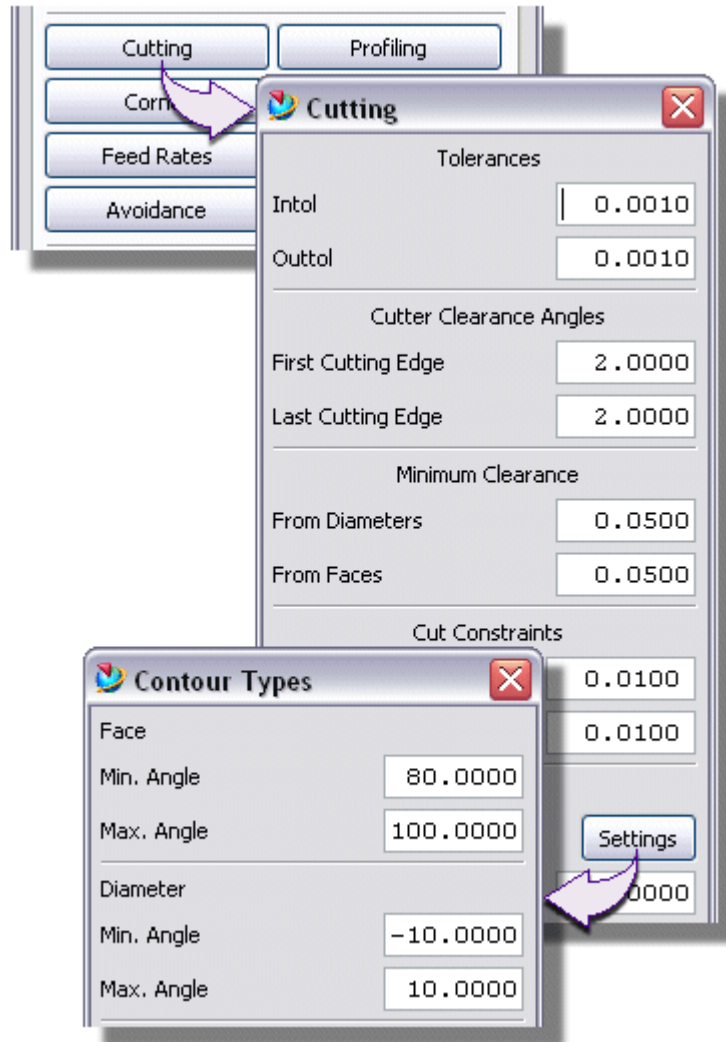 Cutting Profiling
Corn
Feed Rates
Avoidance
Cutting
Tolerances
Intol 0.0010
Outtol 0.0010
Cutter Clearance Angles
First Cutting Edge 2.0000
Last Cutting Edge 2.0000
Minimum Clearance
From Diameters 0.0500
From Faces 0.0500
Cut Constraints
0.0100
0.0100
Settings
0000
Contour Types
Face
Min. Angle 80.0000
Max. Angle 100.0000
Diameter
Min. Angle -10.0000
Max. Angle 10.0000